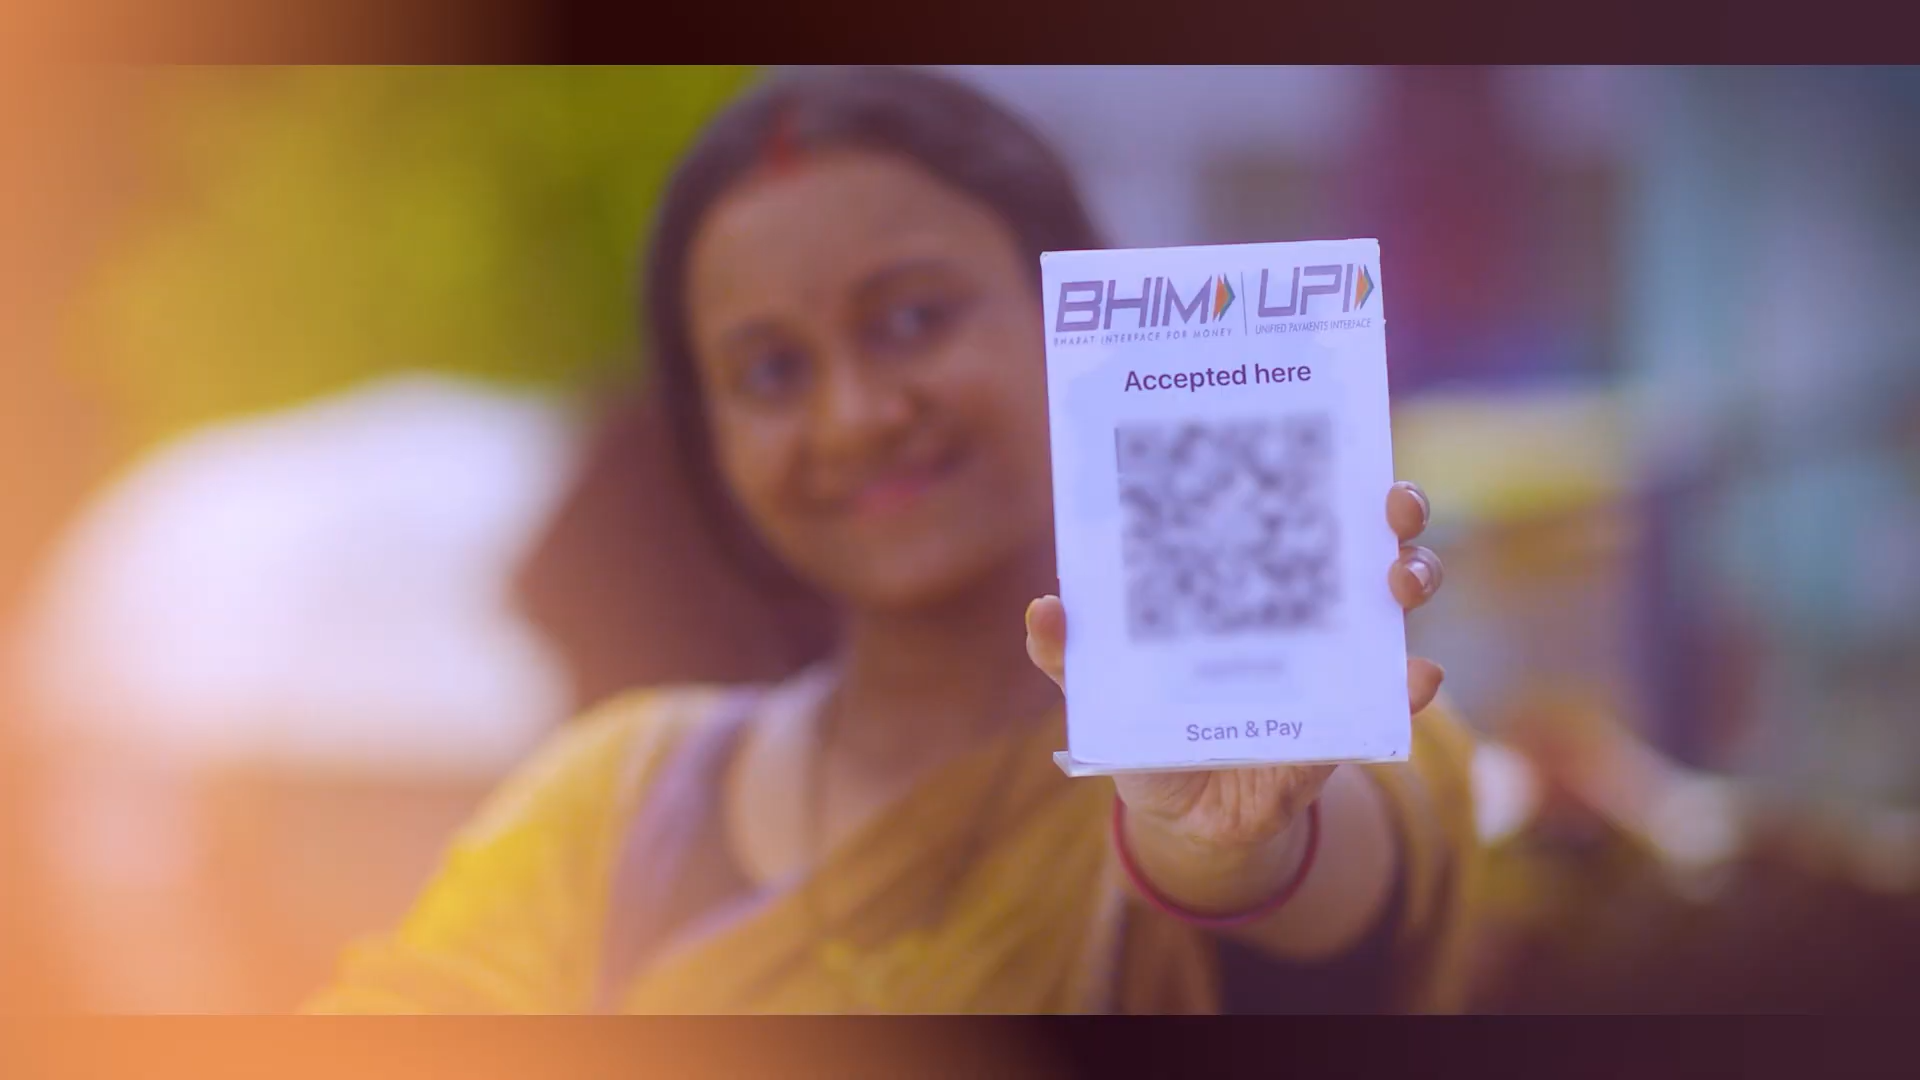 BHIM UPI
BHARAT INTERFACE FOR MONEY UNIFIED PAYMENTS INTERFACE
Accepted here
Scan & Pay